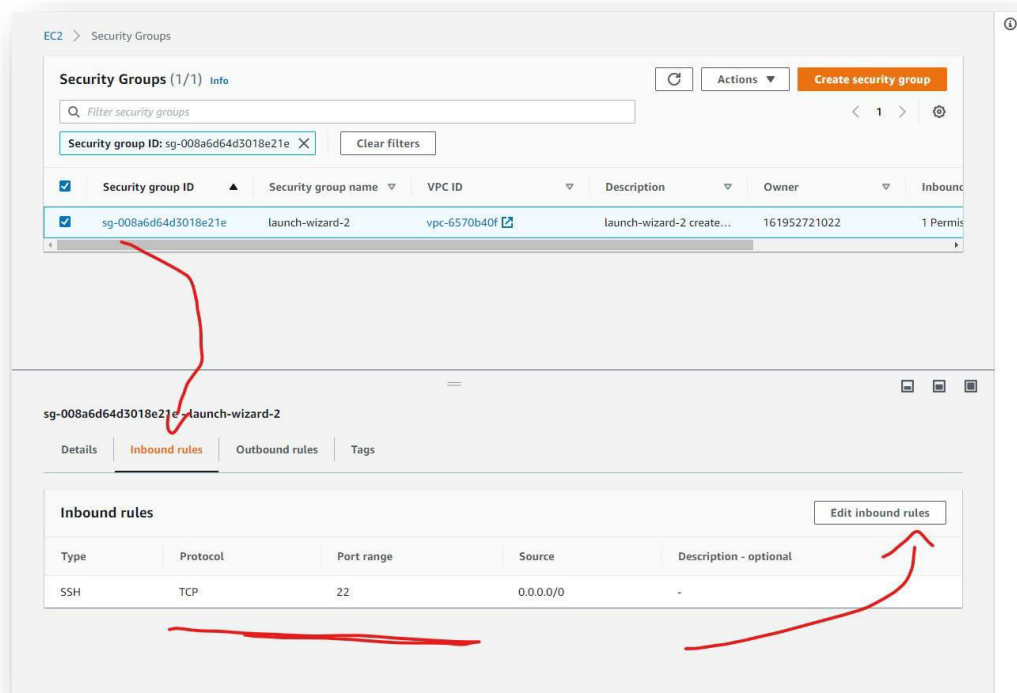 EC2 > Security Groups
Security Groups (1/1) Info
Actions
Create security group
Filter security groups
1
Security group ID: sg-008a6d64d3018e21e
Clear filters
Security group ID
Security group name
VPC ID
Description
Owner
Inbound
sg-008a6d64d3018e21e
launch-wizard-2
vpc-6570b40f
launch-wizard-2 create...
161952721022
1 Permis
sg-008a6d64d3018e21e - launch-wizard-2
Details
Inbound rules
Outbound rules
Tags
Inbound rules
Edit inbound rules
Type
Protocol
Port range
Source
Description - optional
SSH
TCP
22
0.0.0.0/0
-